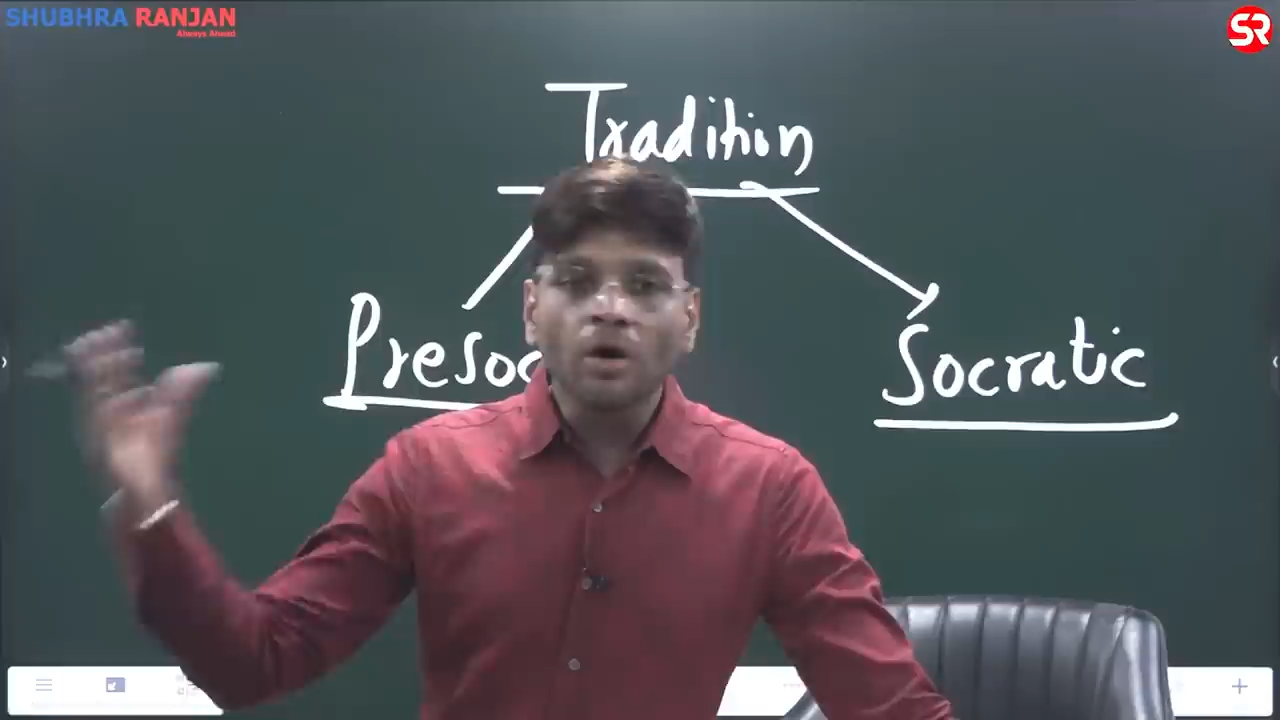 SHUBHRA RANJAN
Always Ahead
SR
Tradition
Presoc
Socratic